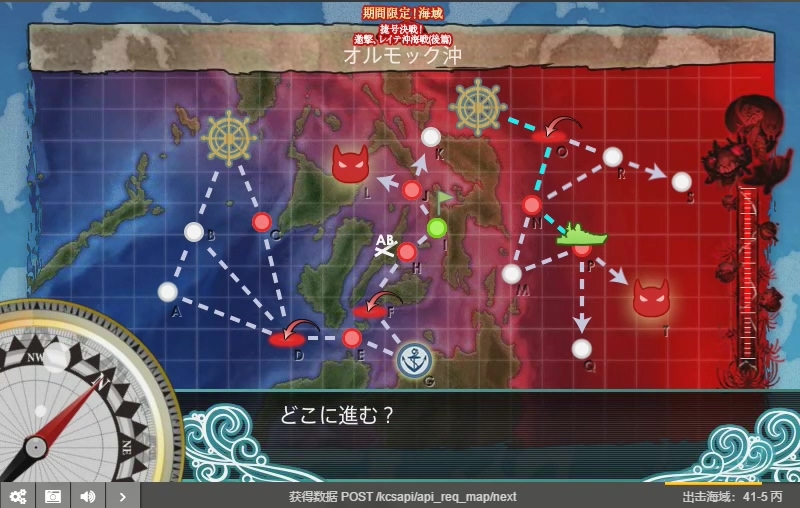 期間限定!海域
捷号決戦!
邀撃、レイテ沖海戦(後篇)
オルモック沖
K
O
R
S
L
J
B
C
AB
N
I
H
P
A
M
F
T
D
E
Q
G
NW
N
NE
どこに進む？
获得数据 POST /kcsapi/api_req_map/next
出击海域： 41-5 丙